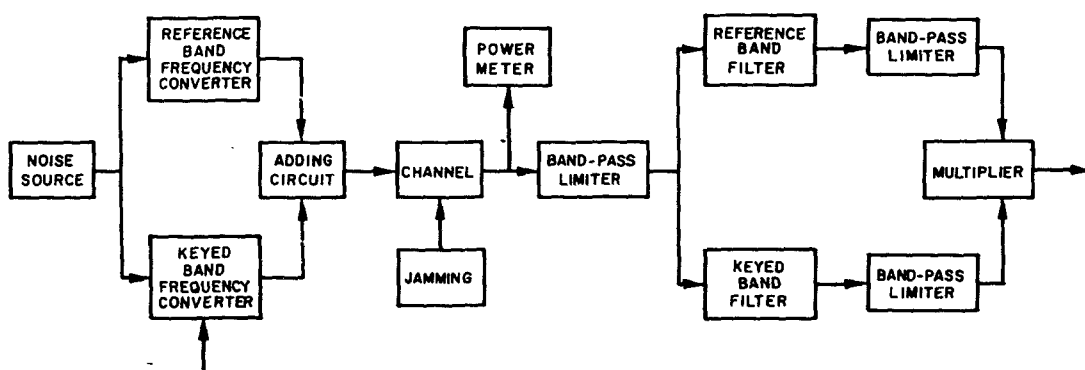 NOISE
SOURCE
REFERENCE
BAND
FREQUENCY
CONVERTER
KEYED
BAND
FREQUENCY
CONVERTER
ADDING
CIRCUIT
CHANNEL
JAMMING
POWER
METER
BAND-PASS
LIMITER
REFERENCE
BAND
FILTER
BAND-PASS
LIMITER
KEYED
BAND
FILTER
BAND-PASS
LIMITER
MULTIPLIER